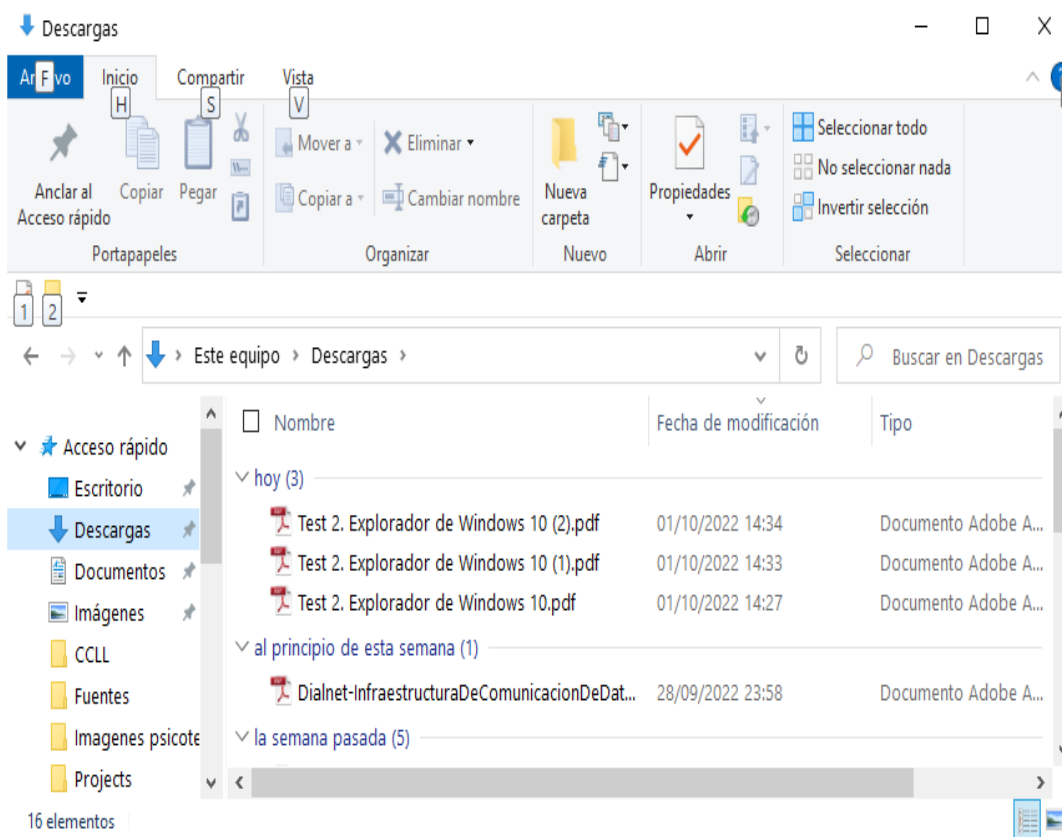 Descargas
Ar F vo Inicio Compartir Vista
H S V
Anclar al Acceso rápido
Copiar
Pegar
Mover a
Copiar a
Eliminar
Cambiar nombre
Nueva carpeta
Propiedades
Seleccionar todo
No seleccionar nada
Invertir selección
Portapapeles Organizar Nuevo Abrir Seleccionar
1 2
Este equipo > Descargas >
Buscar en Descargas
Acceso rápido
Escritorio
Descargas
Documentos
Imágenes
CCLL
Fuentes
Imagenes psicote
Projects
Nombre Fecha de modificación Tipo
hoy (3)
Test 2. Explorador de Windows 10 (2).pdf 01/10/2022 14:34 Documento Adobe A...
Test 2. Explorador de Windows 10 (1).pdf 01/10/2022 14:33 Documento Adobe A...
Test 2. Explorador de Windows 10.pdf 01/10/2022 14:27 Documento Adobe A...
al principio de esta semana (1)
Dialnet-InfraestructuraDeComunicacionDeDat... 28/09/2022 23:58 Documento Adobe A...
la semana pasada (5)
16 elementos